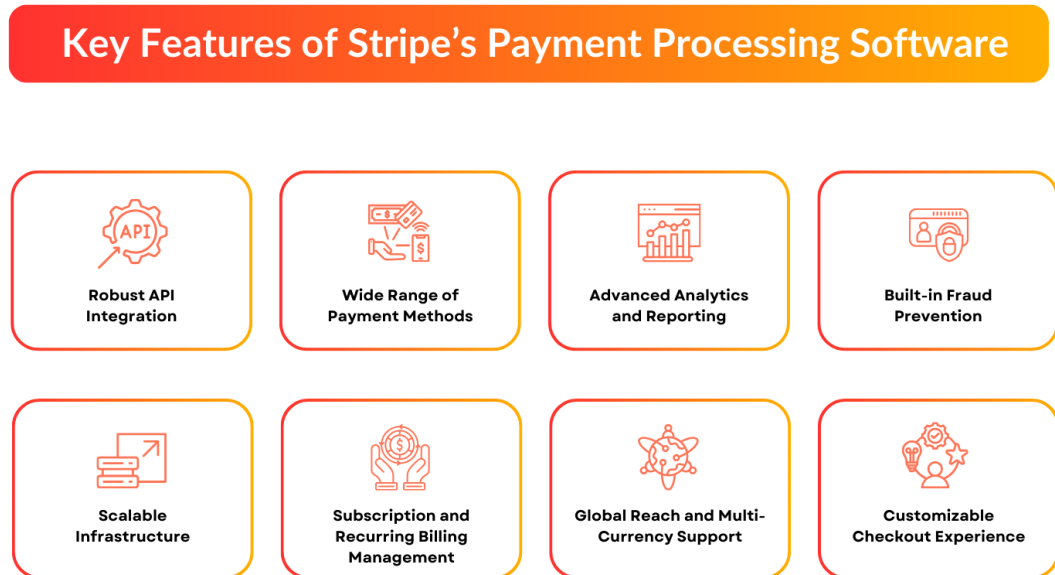 Key Features of Stripe’s Payment Processing Software
API
Robust API
Integration
$
$
Wide Range of
Payment Methods
Advanced Analytics
and Reporting
Built-in Fraud
Prevention
Scalable
Infrastructure
$
Subscription and
Recurring Billing
Management
Global Reach and Multi-
Currency Support
Customizable
Checkout Experience